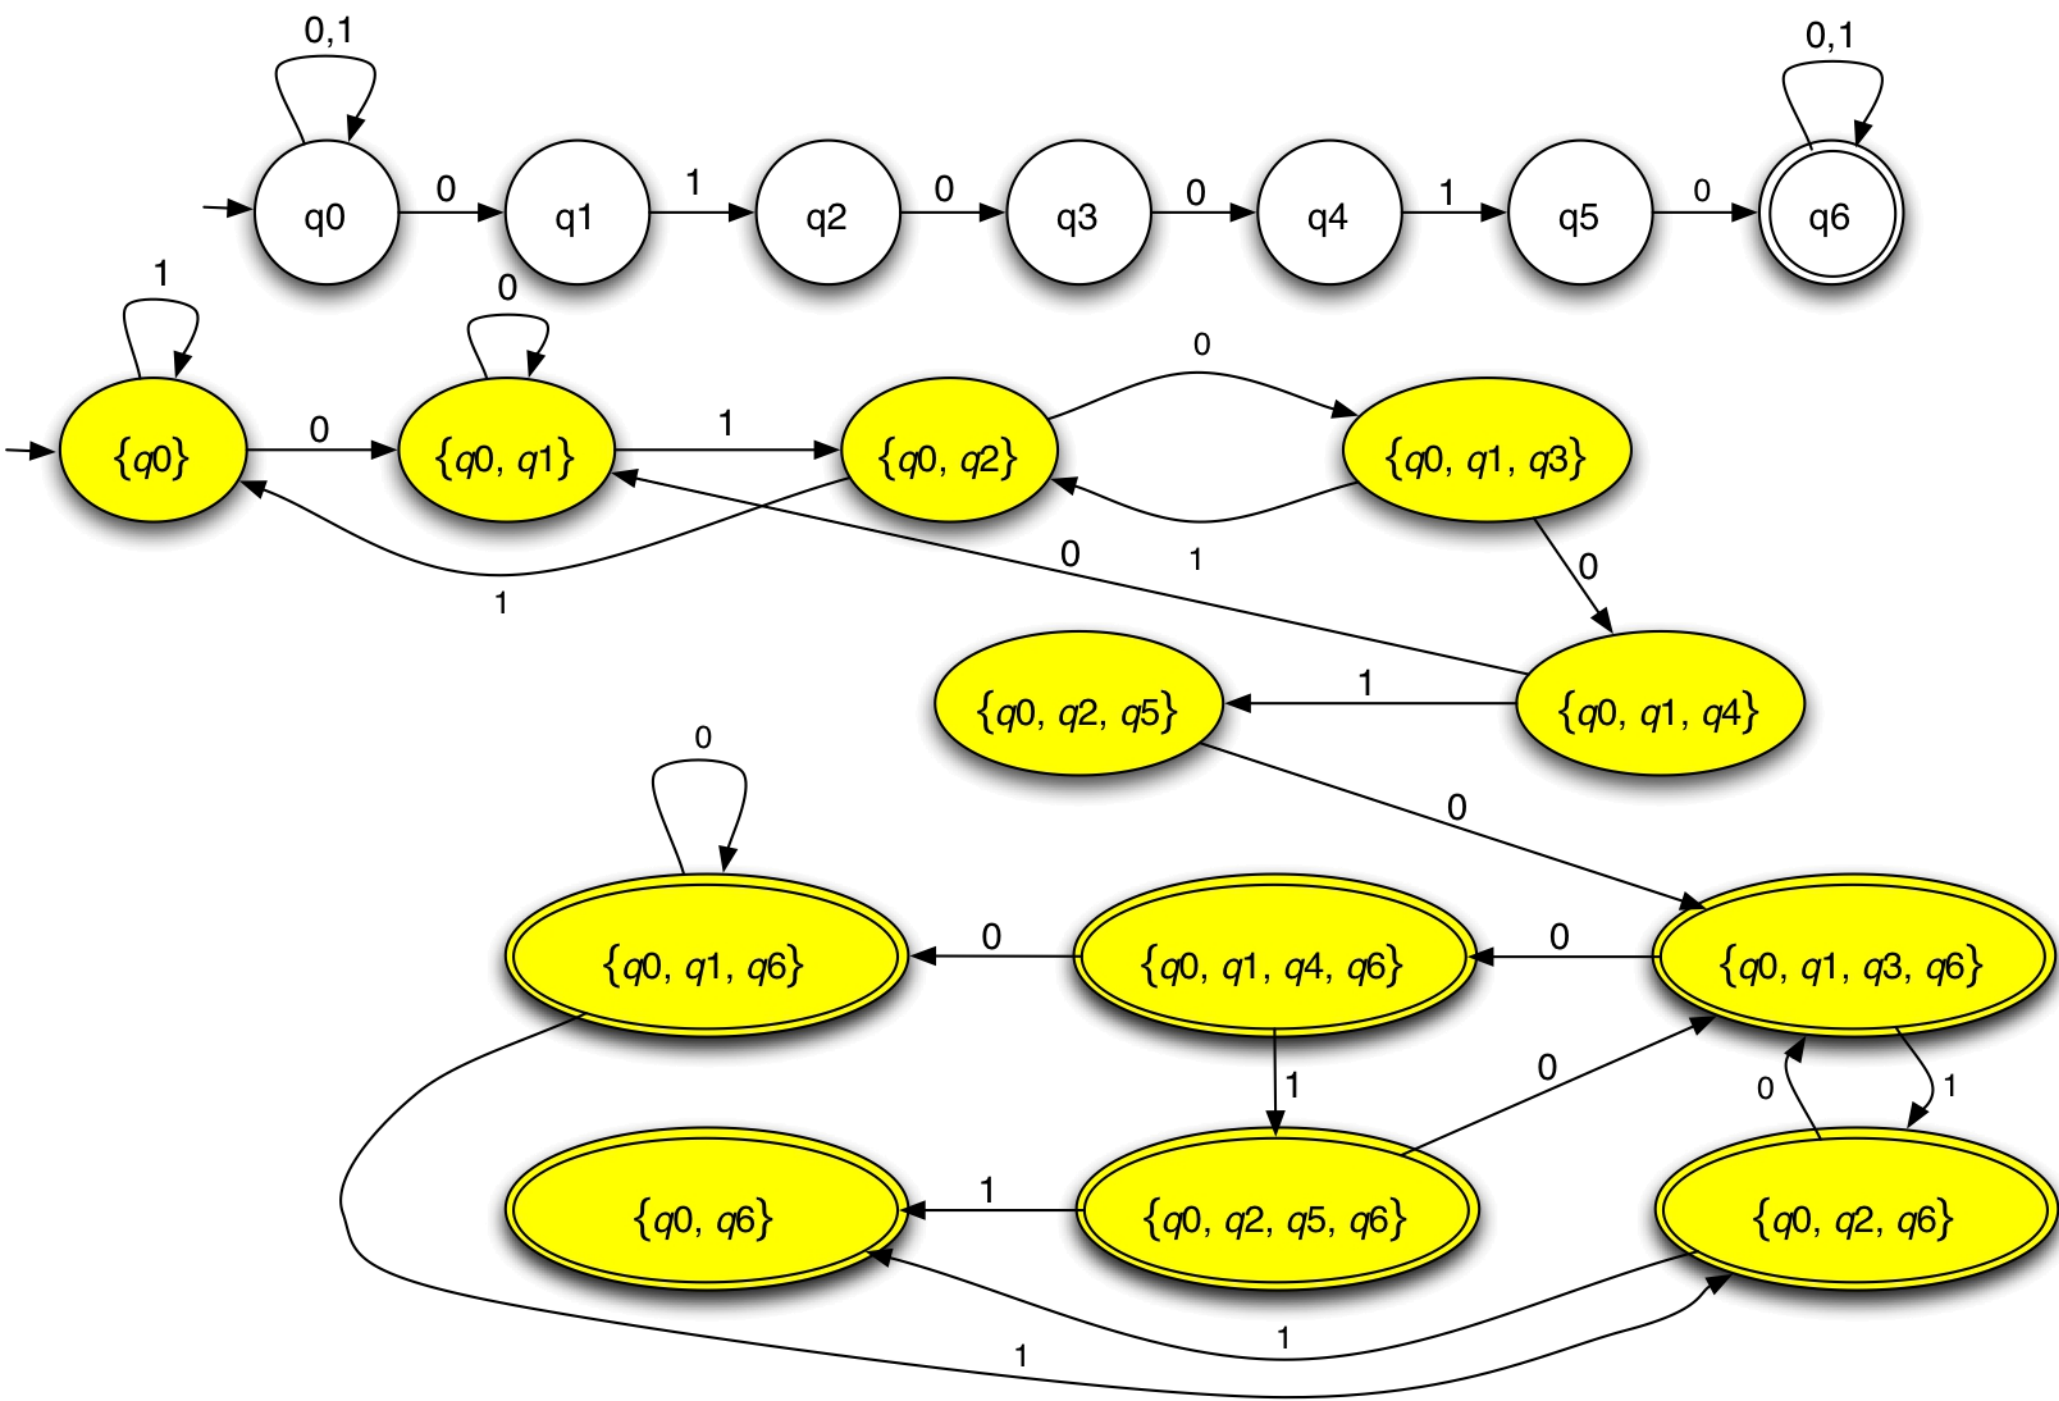 0,1
0,1
q0 0 q1 1 q2 0 q3 0 q4 1 q5 0 q6
1
0
0
{q0} 0 {q0, q1} 1 {q0, q2} {q0, q1, q3}
0 1 0
1
{q0, q2, q5} 1 {q0, q1, q4}
0
0
{q0, q1, q6} 0 {q0, q1, q4, q6} 0 {q0, q1, q3, q6}
1 0 0 1
{q0, q6} 1 {q0, q2, q5, q6} {q0, q2, q6}
1
1